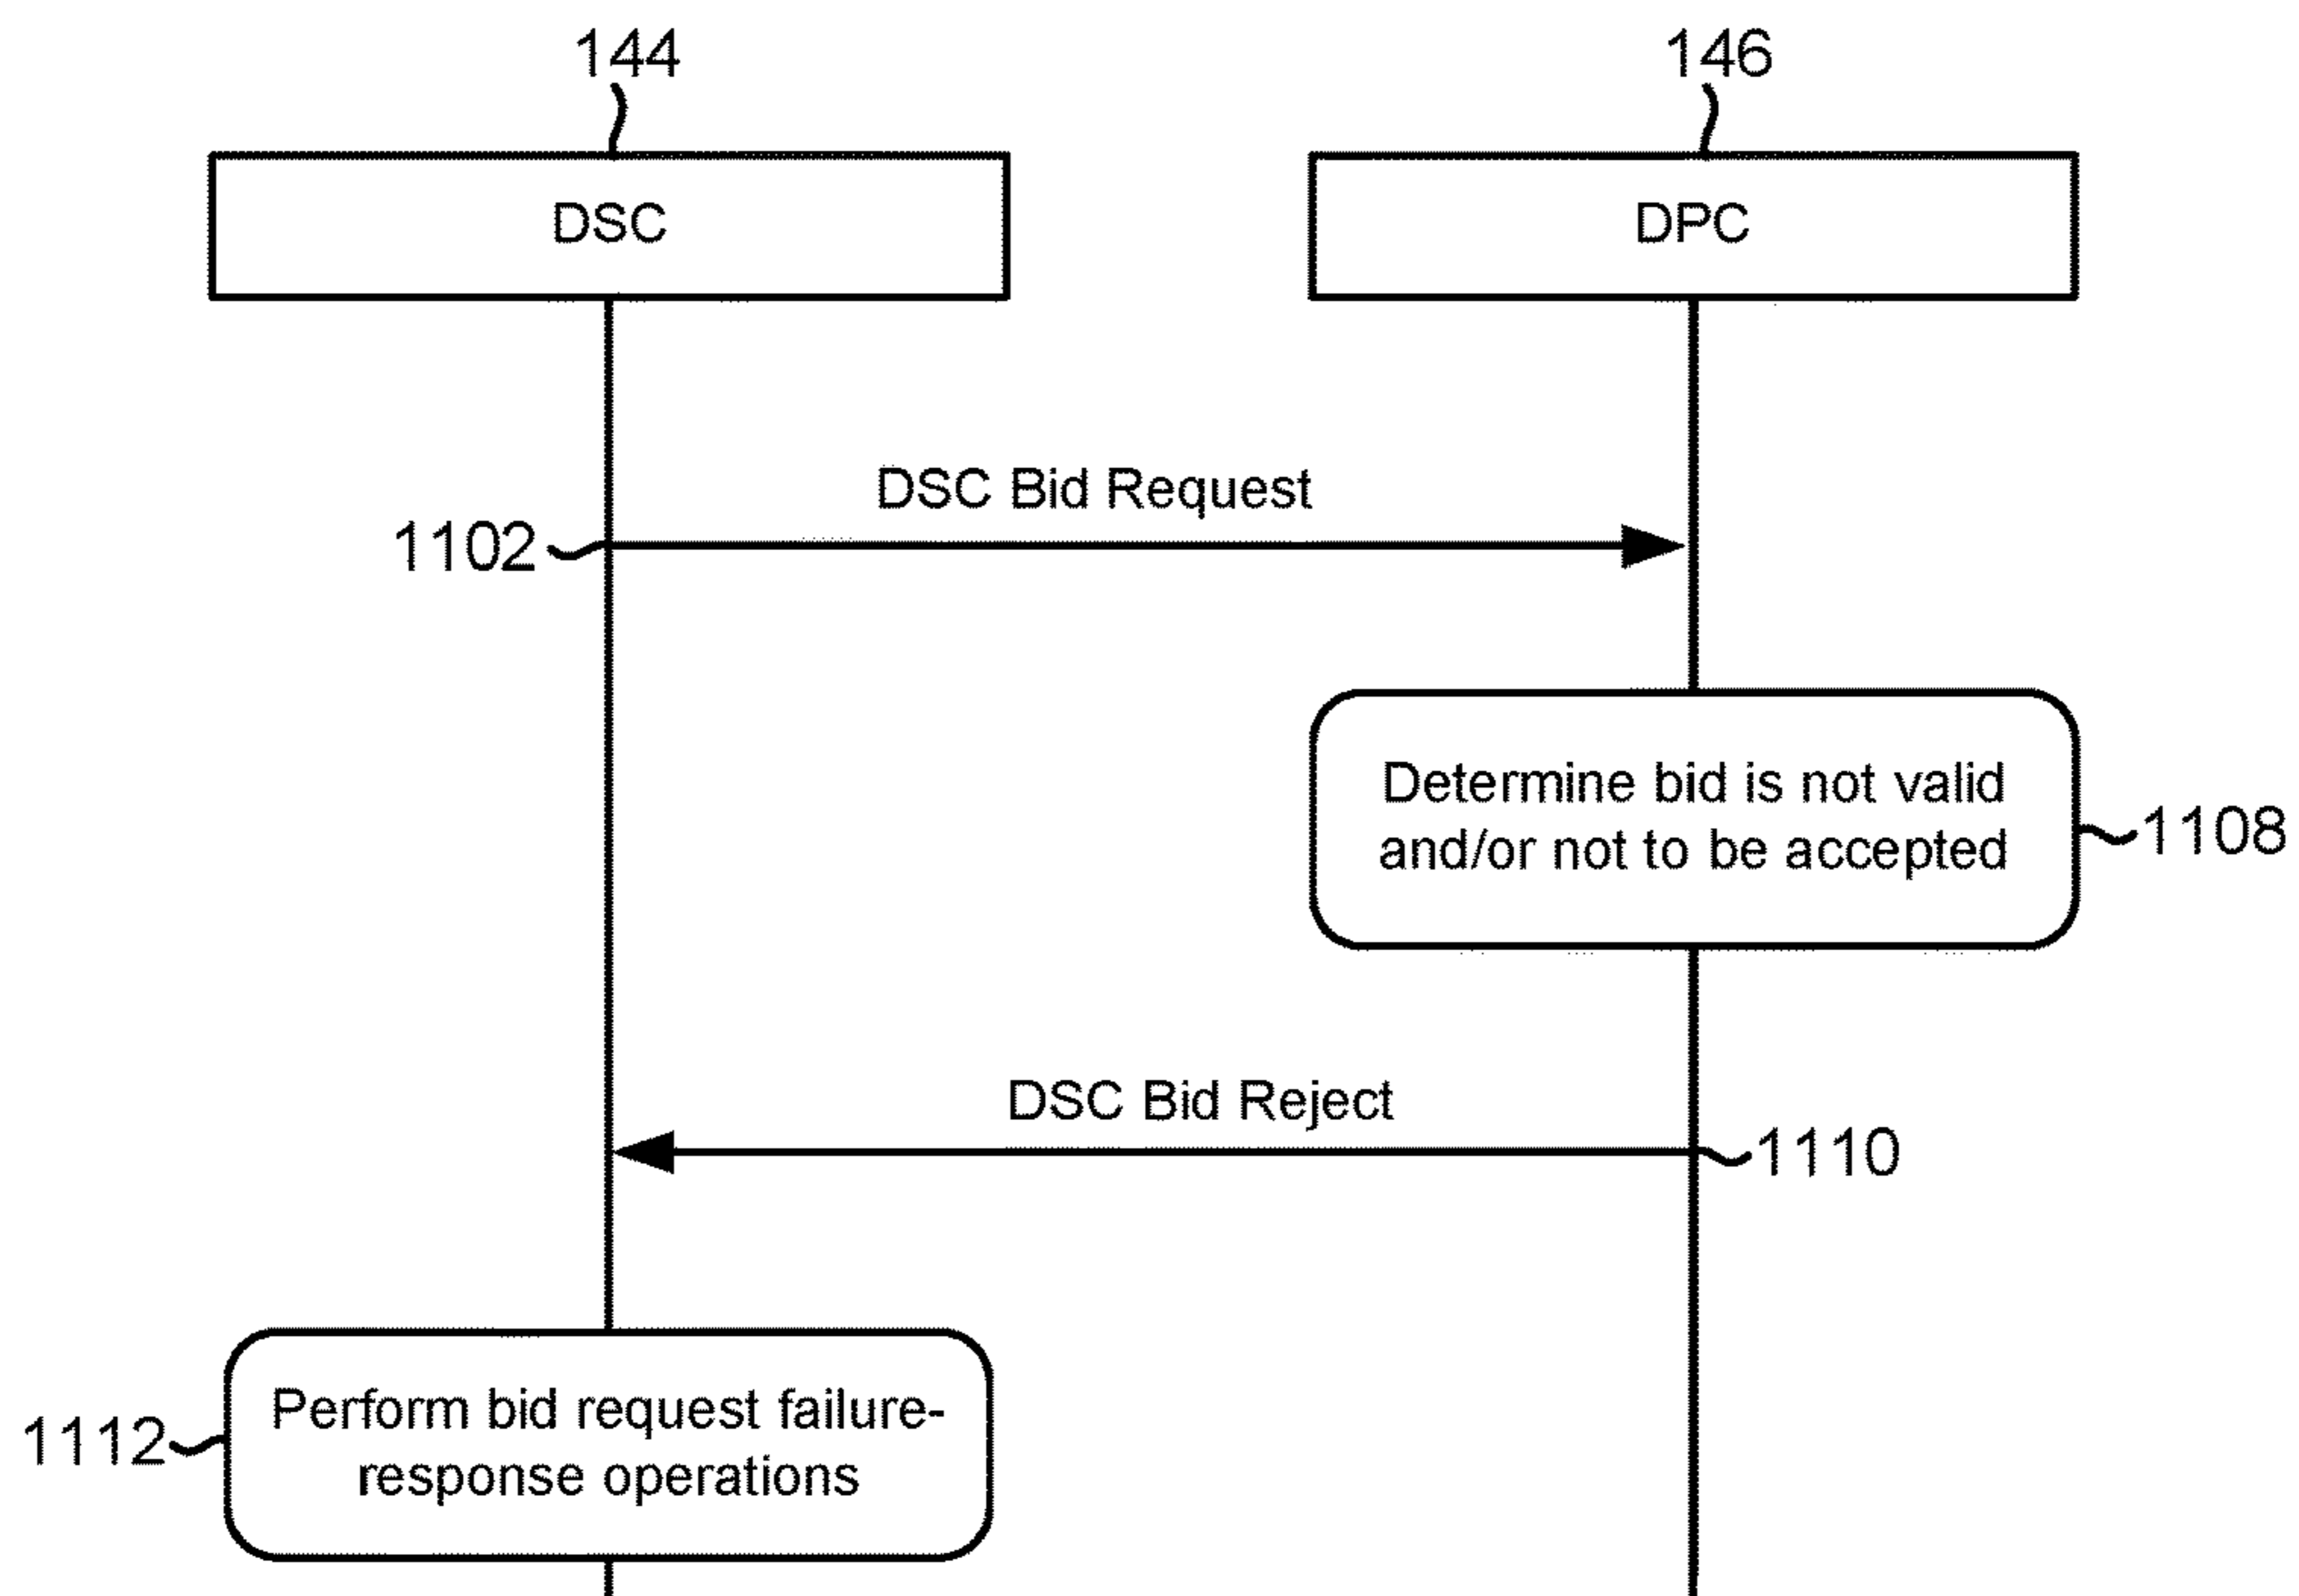 144
146
DSC
DPC
DSC Bid Request
1102
Determine bid is not valid
and/or not to be accepted
1108
DSC Bid Reject
1110
Perform bid request failure-
response operations
1112